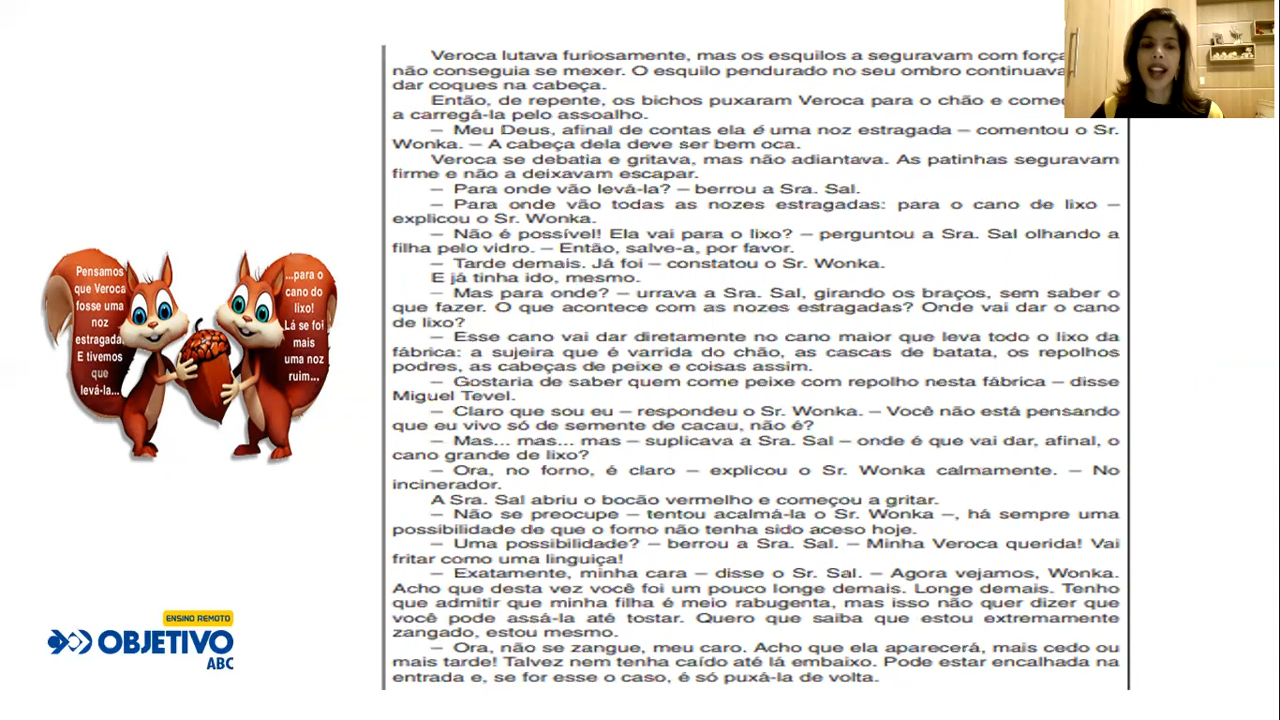 Veroca lutava furiosamente, mas os esquilos a seguravam com
não conseguia se mexer. O esquilo pendurado no seu ombro continuava
dar coques na cabeça.
Então, de repente, os bichos puxaram Veroca para o chão e
a carregá-la pelo assoalho.
– Meu Deus, afinal de contas ela é uma noz estragada – comentou o Sr.
Wonka. – A cabeça dela deve ser bem oca.
Veroca se debatia e gritava, mas não adiantava. As patinhas seguravam
firme e não a deixavam escapar.
– Para onde vão levá-la? – berrou a Sra. Sal.
– Para onde vão todas as nozes estragadas: para o cano de lixo –
explicou o Sr. Wonka.
– Não é possível! Ela vai para o lixo? – perguntou a Sra. Sal olhando a
filha pelo vidro. – Então, salve-a, por favor.
– Tarde demais. Já foi – constatou o Sr. Wonka.
E já tinha ido, mesmo.
– Mas para onde? – urrava a Sra. Sal, girando os braços, sem saber o
que fazer. O que acontece com as nozes estragadas? Onde vai dar o cano
de lixo?
– Esse cano vai dar diretamente no cano maior que leva todo o lixo da
fábrica: a sujeira que é varrida do chão, as cascas de batata, os repolhos
podres, as cabeças de peixe e coisas assim.
– Gostaria de saber quem come peixe com repolho nesta fábrica – disse
Miguel Tevel.
– Claro que sou eu – respondeu o Sr. Wonka. – Você não está pensando
que eu vivo só de semente de cacau, não é?
– Mas... mas... mas – suplicava a Sra. Sal – onde é que vai dar, afinal, o
cano grande de lixo?
– Ora, no forno, é claro – explicou o Sr. Wonka calmamente. – No
incinerador.
A Sra. Sal abriu o bocão vermelho e começou a gritar.
– Não se preocupe – tentou acalmá-la o Sr. Wonka –, há sempre uma
possibilidade de que o forno não tenha sido aceso hoje.
– Uma possibilidade? – berrou a Sra. Sal. – Minha Veroca querida! Vai
fritar como uma linguiça!
– Exatamente, minha cara – disse o Sr. Sal. – Agora vejamos, Wonka.
Acho que desta vez você foi um pouco longe demais. Longe demais. Tenho
que admitir que minha filha é meio rabugenta, mas isso não quer dizer que
você pode assá-la até tostar. Quero que saiba que estou extremamente
zangado, estou mesmo.
– Ora, não se zangue, meu caro. Acho que ela aparecerá, mais cedo ou
mais tarde! Talvez nem tenha caído até lá embaixo. Pode estar encalhada na
entrada e, se for esse o caso, é só puxá-la de volta.
Pensamos
que Veroca
fosse uma
noz
estragada.
E tivemos
que
levá-la...
...para o
cano do
lixo!
Lá se foi
mais
uma noz
ruim...
ENSINO REMOTO
OBJETIVO
ABC